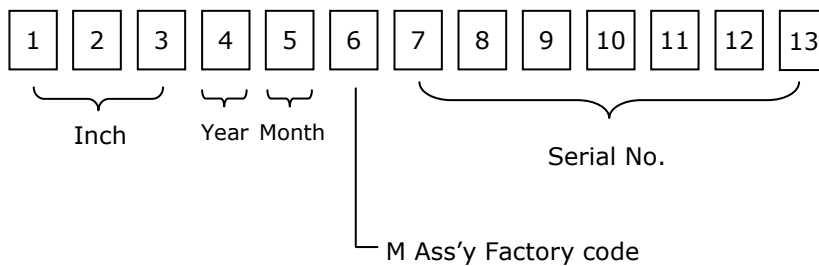 1 2 3 4 5 6 7 8 9 10 11 12 13
Inch Year Month Serial No.
M Ass’y Factory code